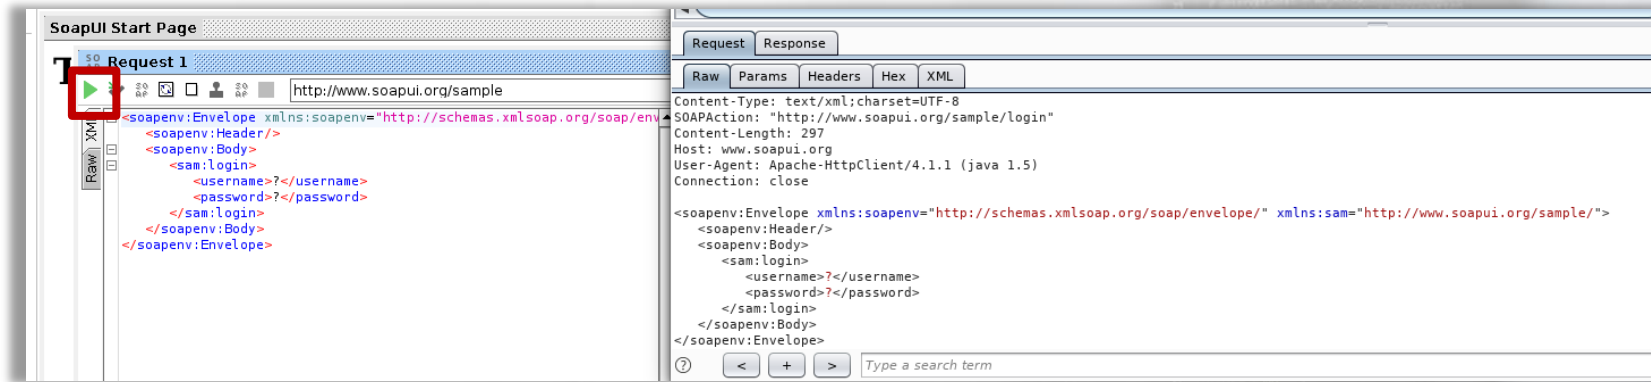 SoapUI Start Page
Request 1
http://www.soapui.org/sample
XML
Raw
<soapenv:Envelope xmlns:soapenv="http://schemas.xmlsoap.org/soap/env
<soapenv:Header/>
<soapenv:Body>
<sam:login>
<username>?</username>
<password>?</password>
</sam:login>
</soapenv:Body>
</soapenv:Envelope>
Request Response
Raw Params Headers Hex XML
Content-Type: text/xml;charset=UTF-8
SOAPAction: "http://www.soapui.org/sample/login"
Content-Length: 297
Host: www.soapui.org
User-Agent: Apache-HttpClient/4.1.1 (java 1.5)
Connection: close
<soapenv:Envelope xmlns:soapenv="http://schemas.xmlsoap.org/soap/envelope/" xmlns:sam="http://www.soapui.org/sample/">
<soapenv:Header/>
<soapenv:Body>
<sam:login>
<username>?</username>
<password>?</password>
</sam:login>
</soapenv:Body>
</soapenv:Envelope>
? < + > Type a search term